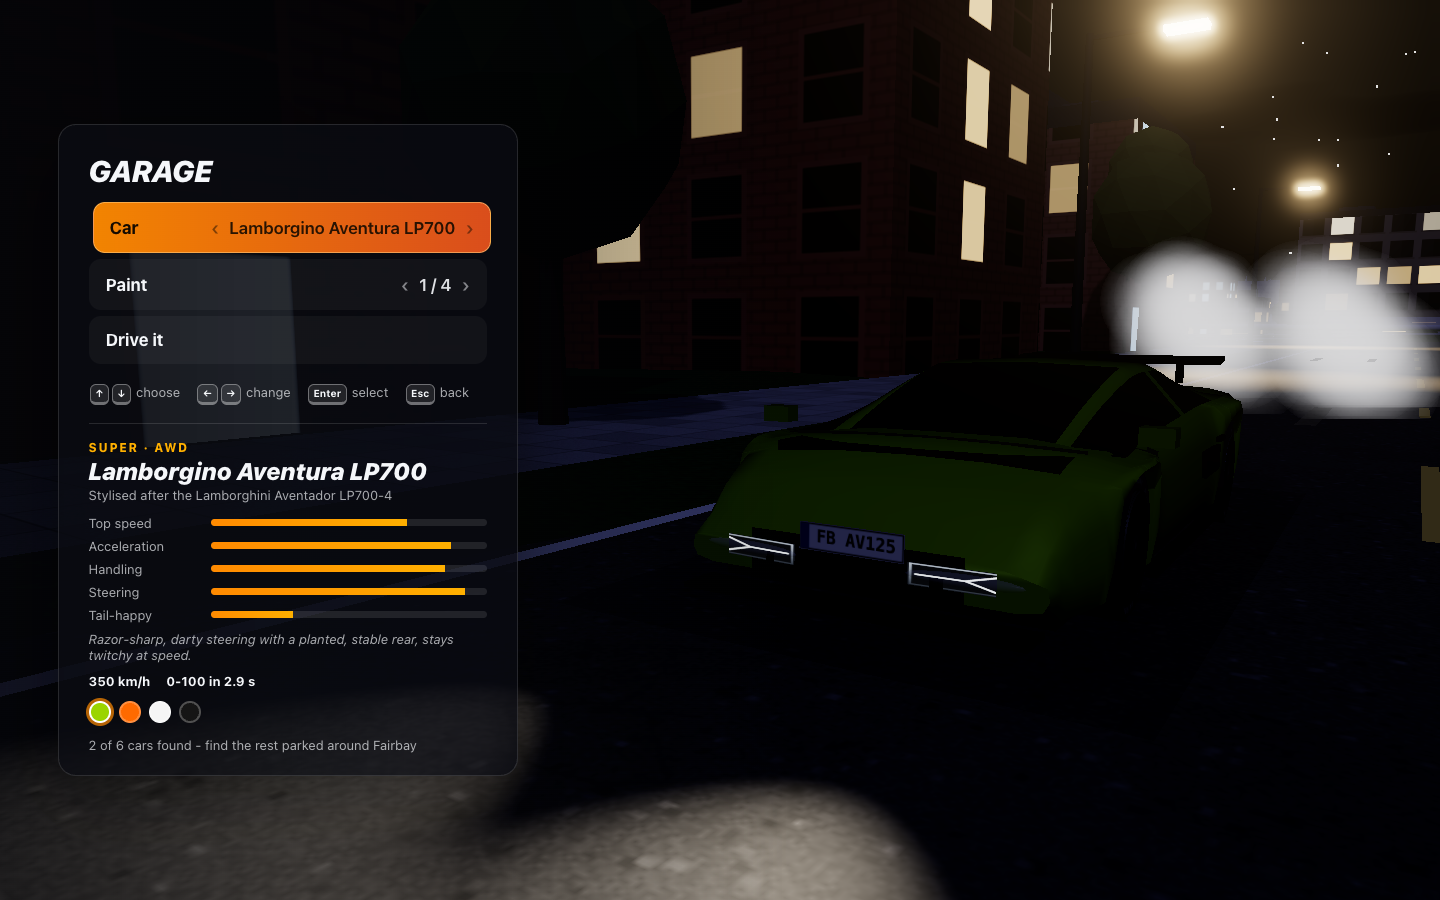 GARAGE
Car ‹ Lamborgino Aventura LP700 ›
Paint ‹ 1 / 4 ›
Drive it
↑ ↓ choose ← → change Enter select Esc back
SUPER · AWD
Lamborgino Aventura LP700
Stylised after the Lamborghini Aventador LP700-4
Top speed
Acceleration
Handling
Steering
Tail-happy
Razor-sharp, darty steering with a planted, stable rear, stays
twitchy at speed.
350 km/h 0-100 in 2.9 s
2 of 6 cars found - find the rest parked around Fairbay
FB AV125